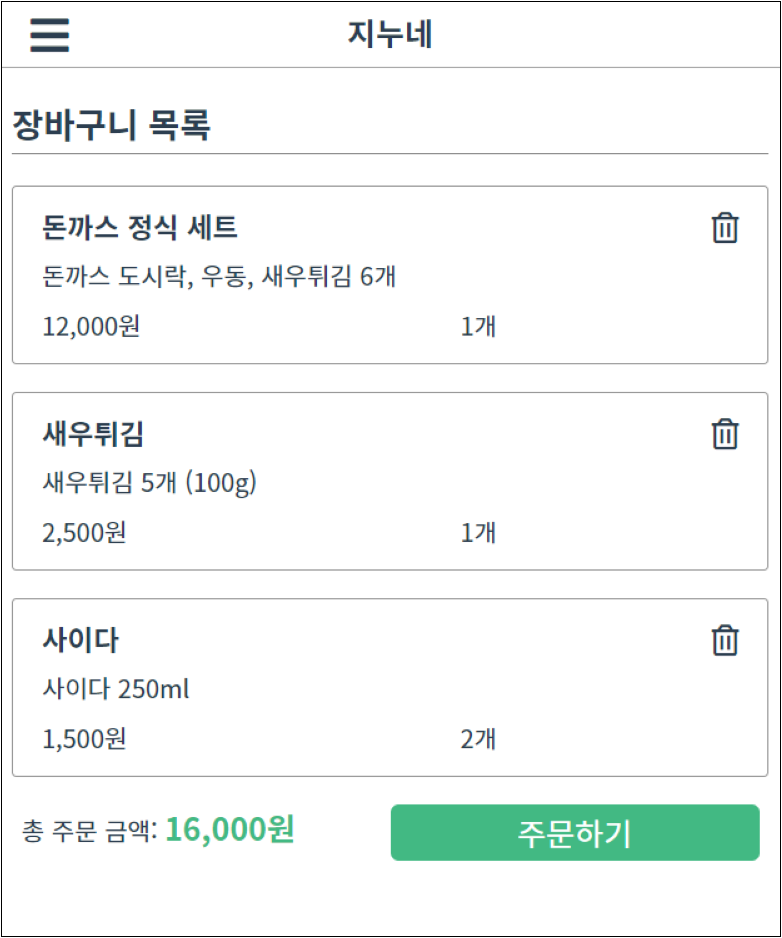 지누네
장바구니 목록
돈까스 정식 세트
돈까스 도시락, 우동, 새우튀김 6개
12,000원 1개
새우튀김
새우튀김 5개 (100g)
2,500원 1개
사이다
사이다 250ml
1,500원 2개
총 주문 금액: 16,000원 주문하기